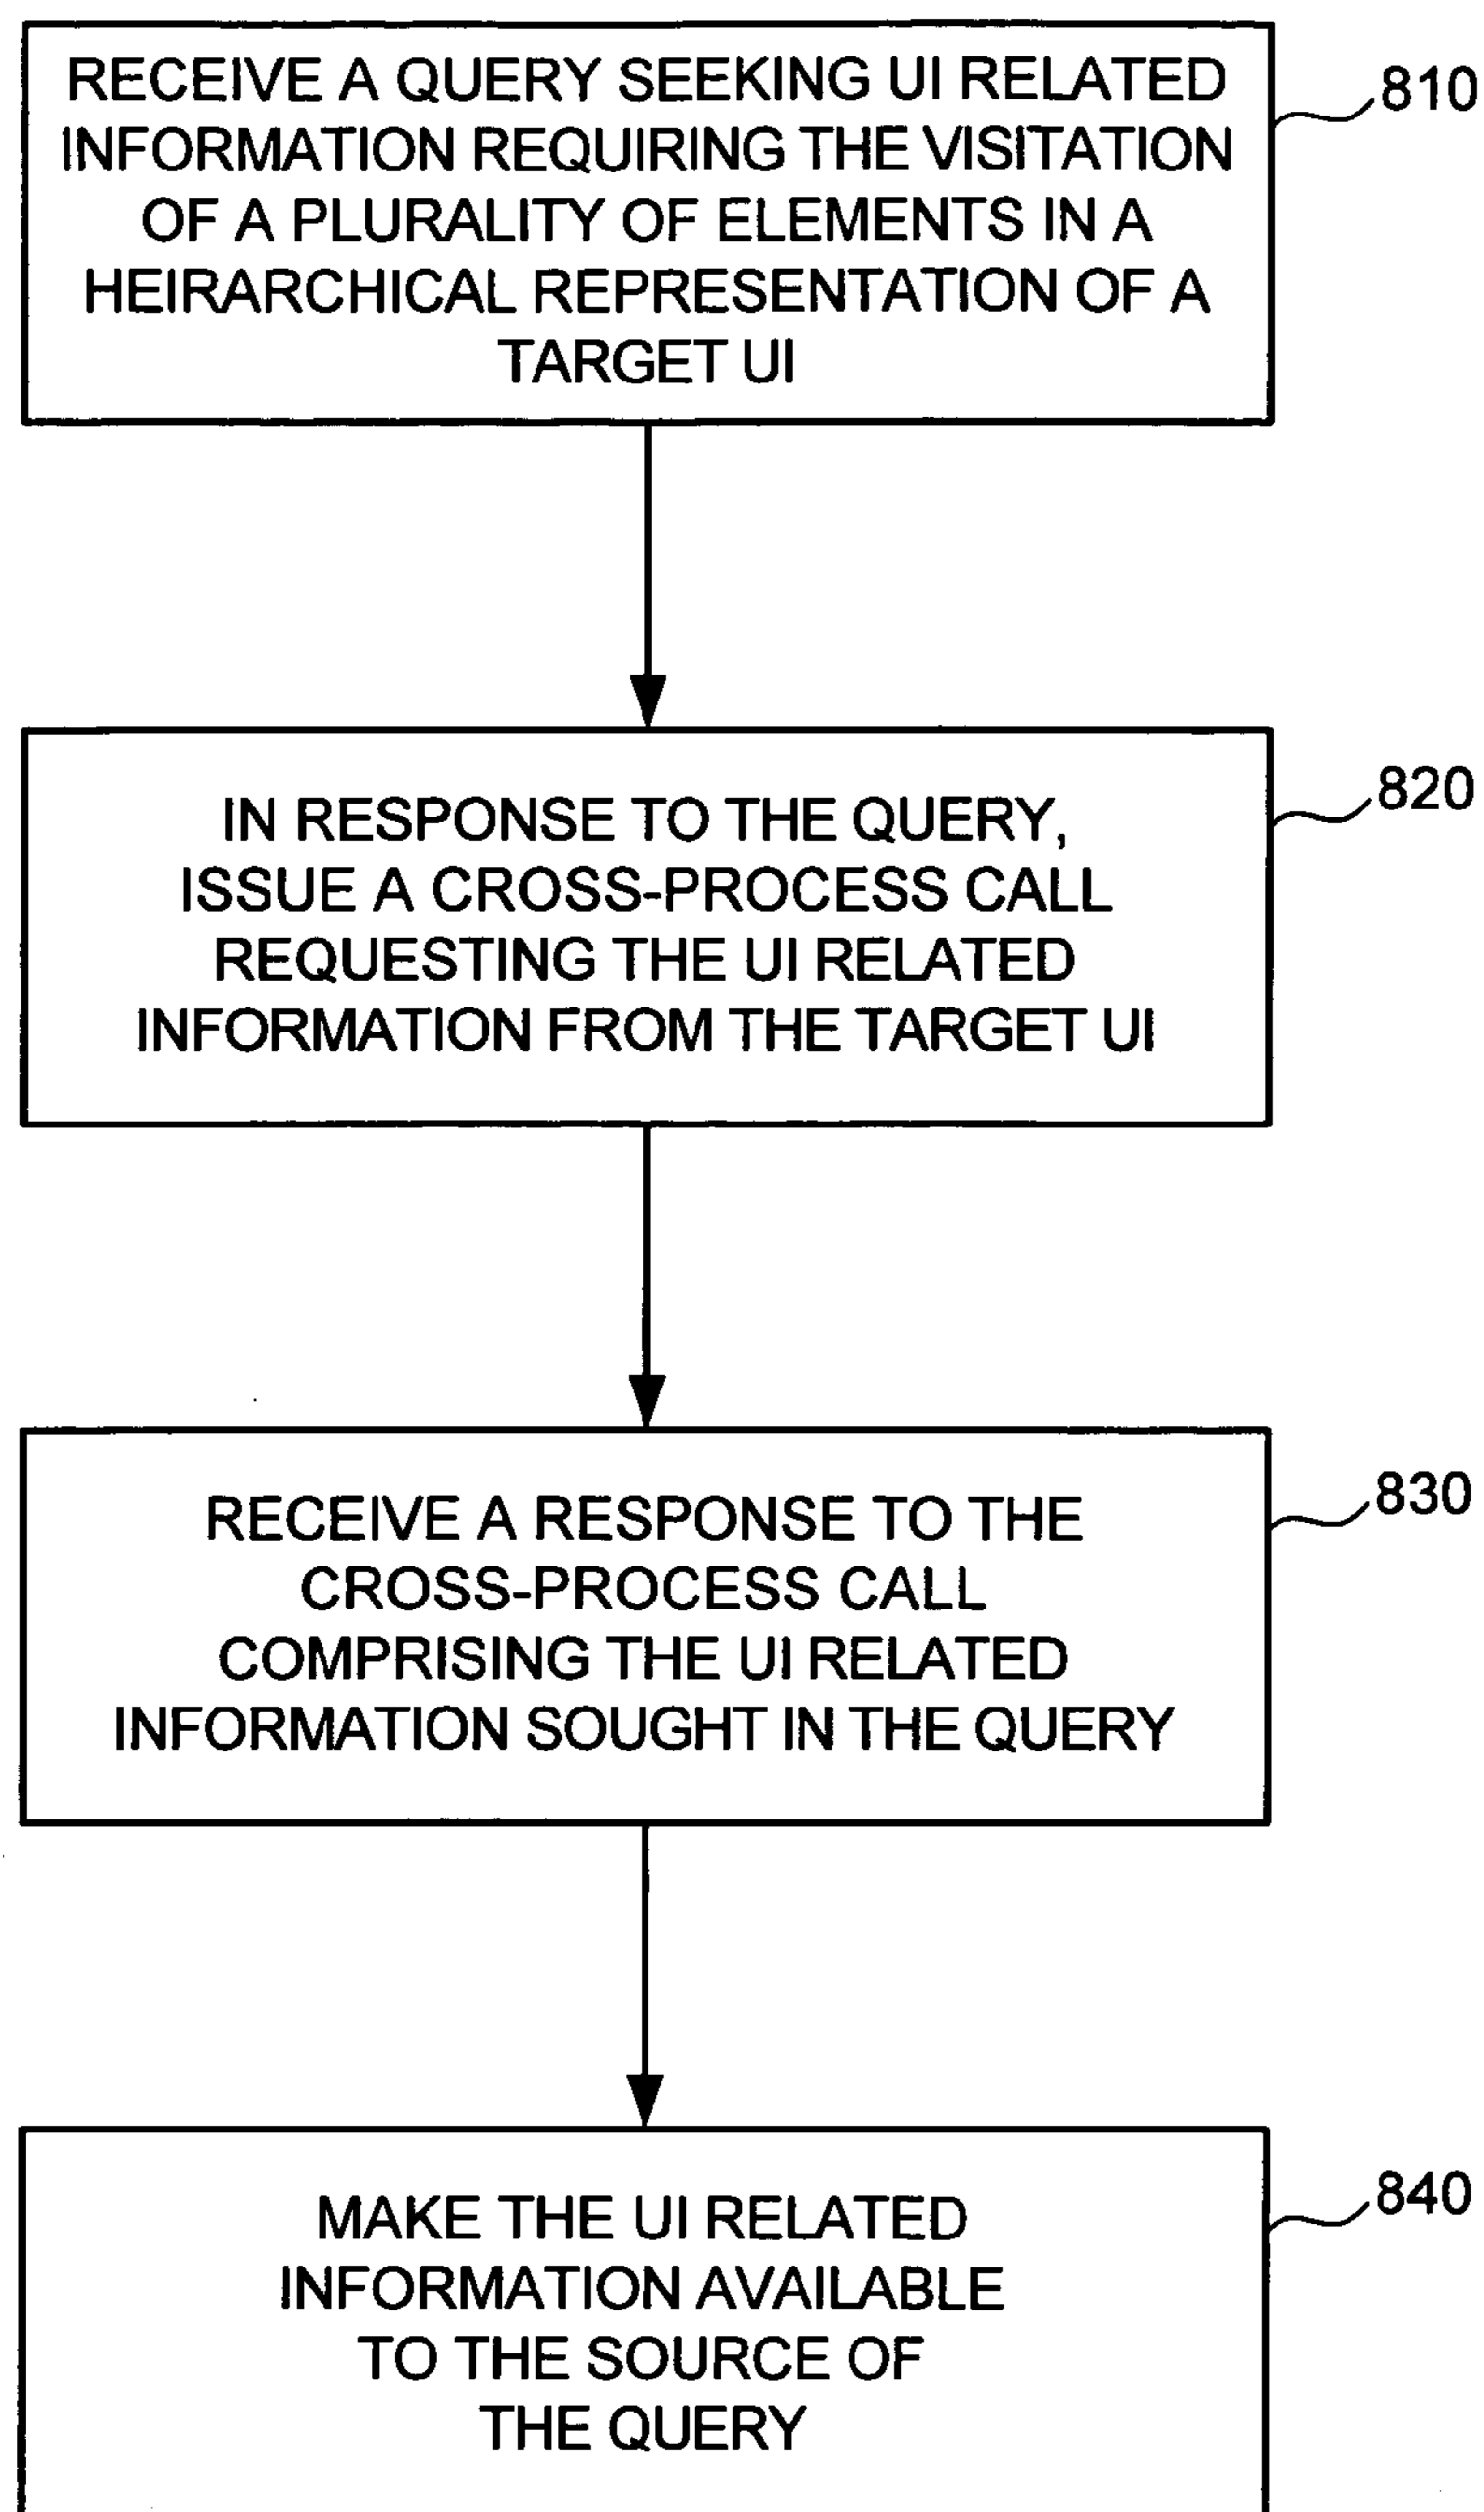 RECEIVE A QUERY SEEKING UI RELATED
INFORMATION REQUIRING THE VISITATION
OF A PLURALITY OF ELEMENTS IN A
HEIRARCHICAL REPRESENTATION OF A
TARGET UI
810
IN RESPONSE TO THE QUERY,
ISSUE A CROSS-PROCESS CALL
REQUESTING THE UI RELATED
INFORMATION FROM THE TARGET UI
820
RECEIVE A RESPONSE TO THE
CROSS-PROCESS CALL
COMPRISING THE UI RELATED
INFORMATION SOUGHT IN THE QUERY
830
MAKE THE UI RELATED
INFORMATION AVAILABLE
TO THE SOURCE OF
THE QUERY
840